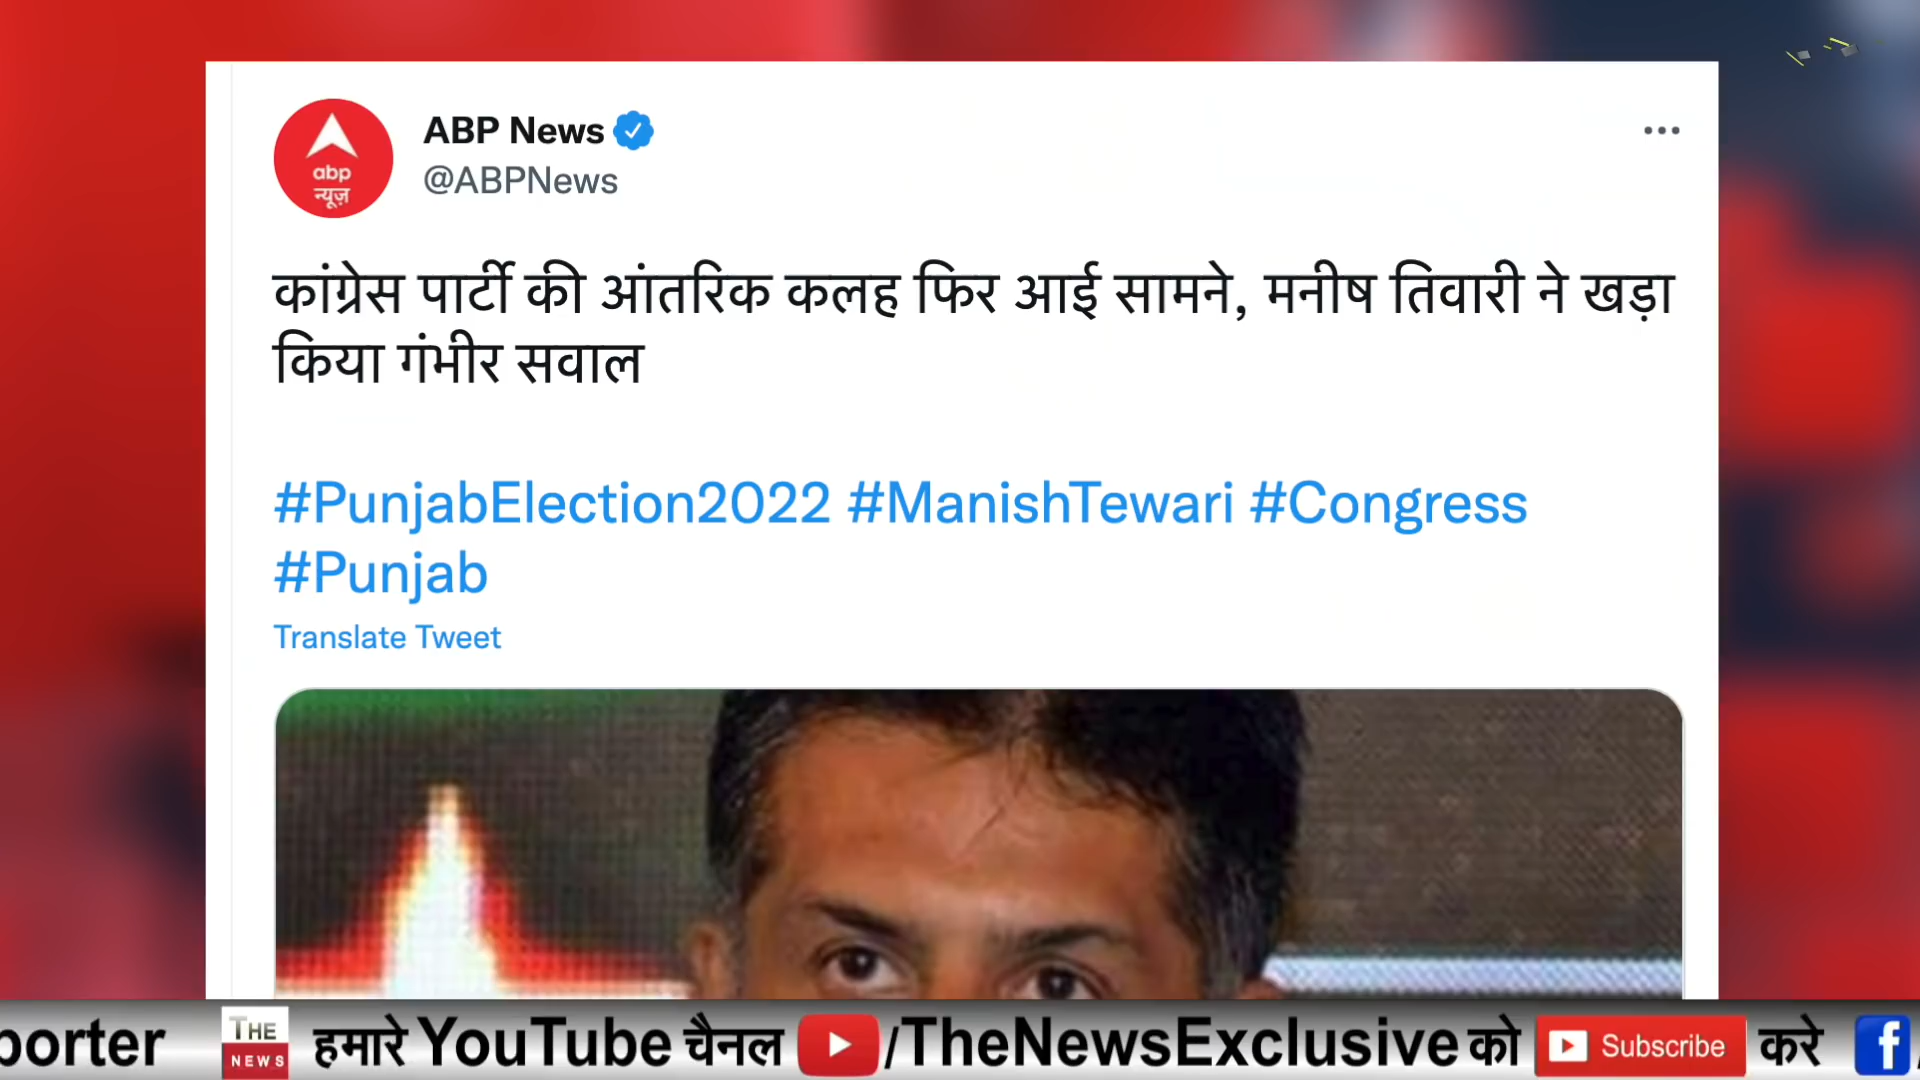 ABP News
@ABPNews
abp
न्यूज़
कांग्रेस पार्टी की आंतरिक कलह फिर आई सामने, मनीष तिवारी ने खड़ा
किया गंभीर सवाल
#PunjabElection2022 #ManishTewari #Congress
#Punjab
Translate Tweet
porter THE NEWS हमारे YouTube चैनल /TheNewsExclusive को Subscribe करे